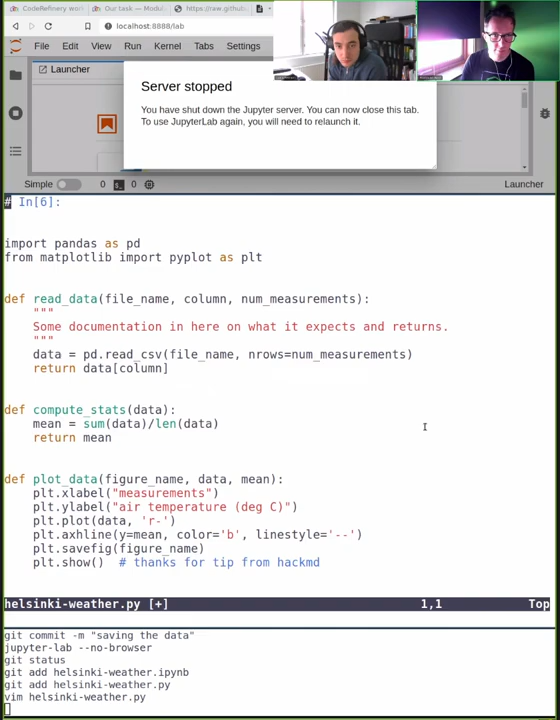 CodeRefinery wor
Our task — Modul
https://raw.github
localhost:8888/lab
File Edit View Run Kernel Tabs Settings
Launcher
Server stopped
You have shut down the Jupyter server. You can now close this tab.
To use JupyterLab again, you will need to relaunch it.
Simple 0 0 Launcher
# In[6]:
import pandas as pd
from matplotlib import pyplot as plt
def read_data(file_name, column, num_measurements):
"""
Some documentation in here on what it expects and returns.
"""
data = pd.read_csv(file_name, nrows=num_measurements)
return data[column]
def compute_stats(data):
mean = sum(data)/len(data)
return mean
def plot_data(figure_name, data, mean):
plt.xlabel("measurements")
plt.ylabel("air temperature (deg C)")
plt.plot(data, 'r-')
plt.axhline(y=mean, color='b', linestyle='--')
plt.savefig(figure_name)
plt.show()  # thanks for tip from hackmd
helsinki-weather.py [+] 1,1 Top
git commit -m "saving the data"
jupyter-lab --no-browser
git status
git add helsinki-weather.ipynb
git add helsinki-weather.py
vim helsinki-weather.py